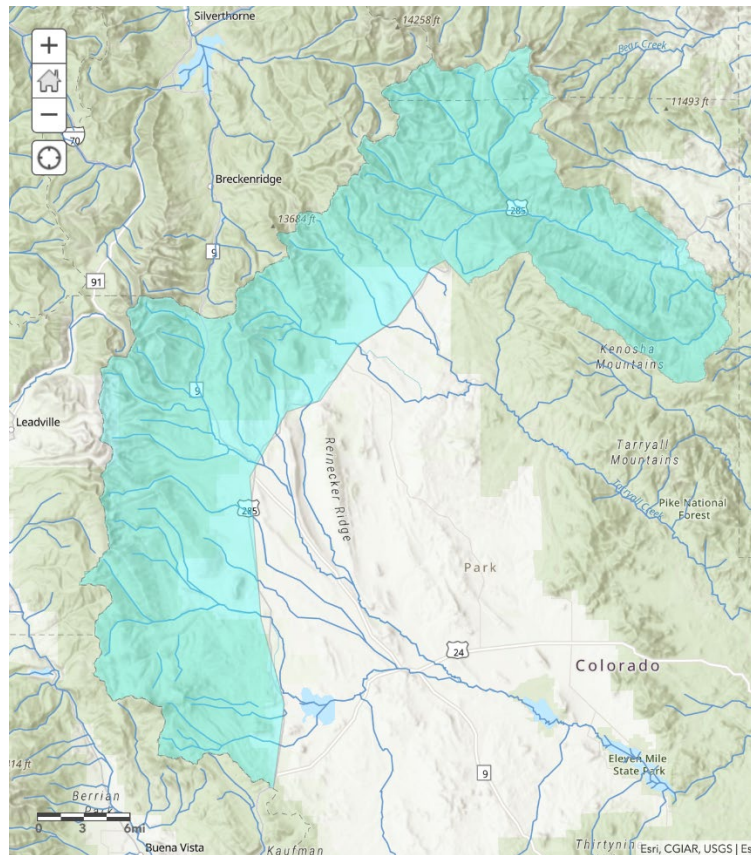 Silverthorne
14258 ft
Bear Creek
+
−
70
11493 ft
Breckenridge
285
13684 ft
9
91
Kenosha
Mountains
9
Leadville
Reinecker Ridge
Tarryall
Mountains
Tarryall Creek
Pike National
Forest
285
Park
24
Colorado
Eleven Mile
State Park
9
14 ft
Berrian
Park
0 3 6mi
Buena Vista
Kaufman
Thirtynin
Esri, CGIAR, USGS | Es